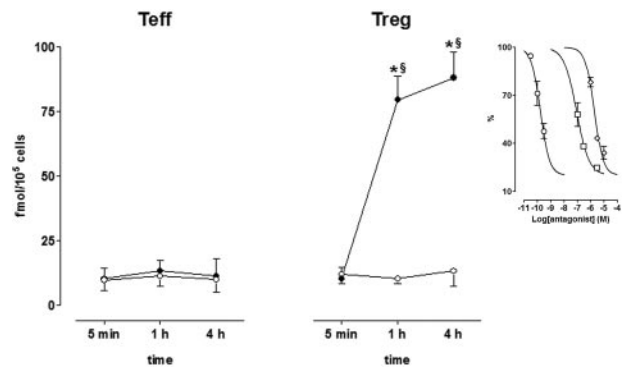 Teff
Treg
100
75
50
25
0
fmol/10⁵ cells
*§
*§
5 min
1 h
4 h
time
5 min
1 h
4 h
time
100
70
40
10
%
-11
-10
-9
-8
-7
-6
-5
-4
Log[antagonist] (M)